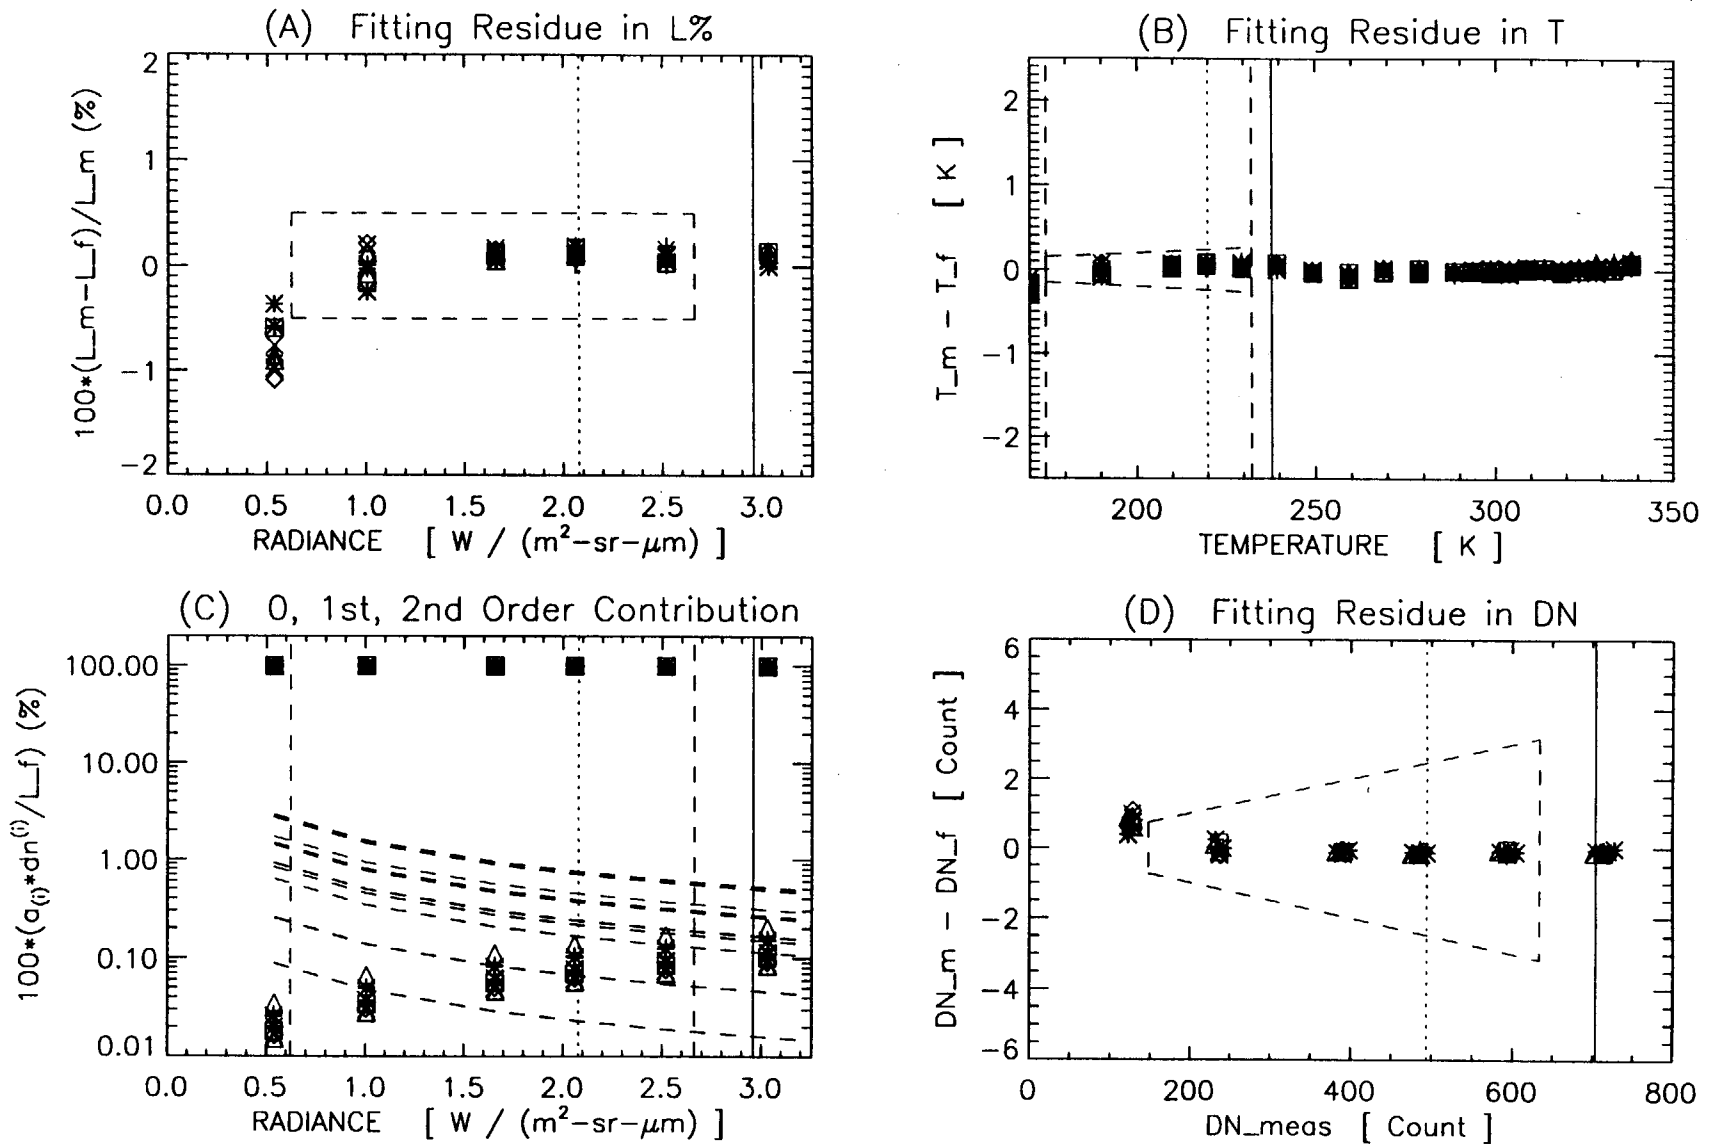 (A) Fitting Residue in L%
100*(L_m-L_f)/L_m (%)
2
1
0
-1
-2
0.0 0.5 1.0 1.5 2.0 2.5 3.0
RADIANCE [ W / (m²-sr-μm) ]
(B) Fitting Residue in T
T_m - T_f [ K ]
2
1
0
-1
-2
200 250 300 350
TEMPERATURE [ K ]
(C) 0, 1st, 2nd Order Contribution
100*(a(i)*dn(i)/L_f) (%)
100.00
10.00
1.00
0.10
0.01
0.0 0.5 1.0 1.5 2.0 2.5 3.0
RADIANCE [ W / (m²-sr-μm) ]
(D) Fitting Residue in DN
DN_m - DN_f [ Count ]
6
4
2
0
-2
-4
-6
0 200 400 600 800
DN_meas [ Count ]